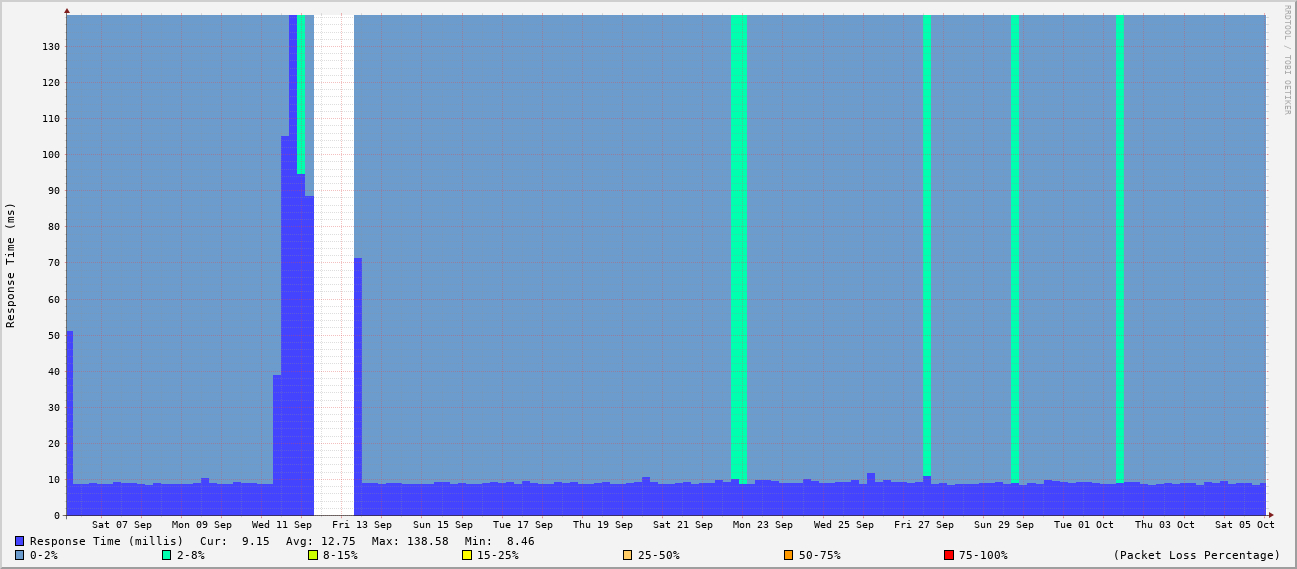 RRDTOOL / TOBI OETIKER
Response Time (ms)
130
120
110
100
90
80
70
60
50
40
30
20
10
0
Sat 07 Sep Mon 09 Sep Wed 11 Sep Fri 13 Sep Sun 15 Sep Tue 17 Sep Thu 19 Sep Sat 21 Sep Mon 23 Sep Wed 25 Sep Fri 27 Sep Sun 29 Sep Tue 01 Oct Thu 03 Oct Sat 05 Oct
Response Time (millis) Cur: 9.15 Avg: 12.75 Max: 138.58 Min: 8.46
0-2% 2-8% 8-15% 15-25% 25-50% 50-75% 75-100% (Packet Loss Percentage)